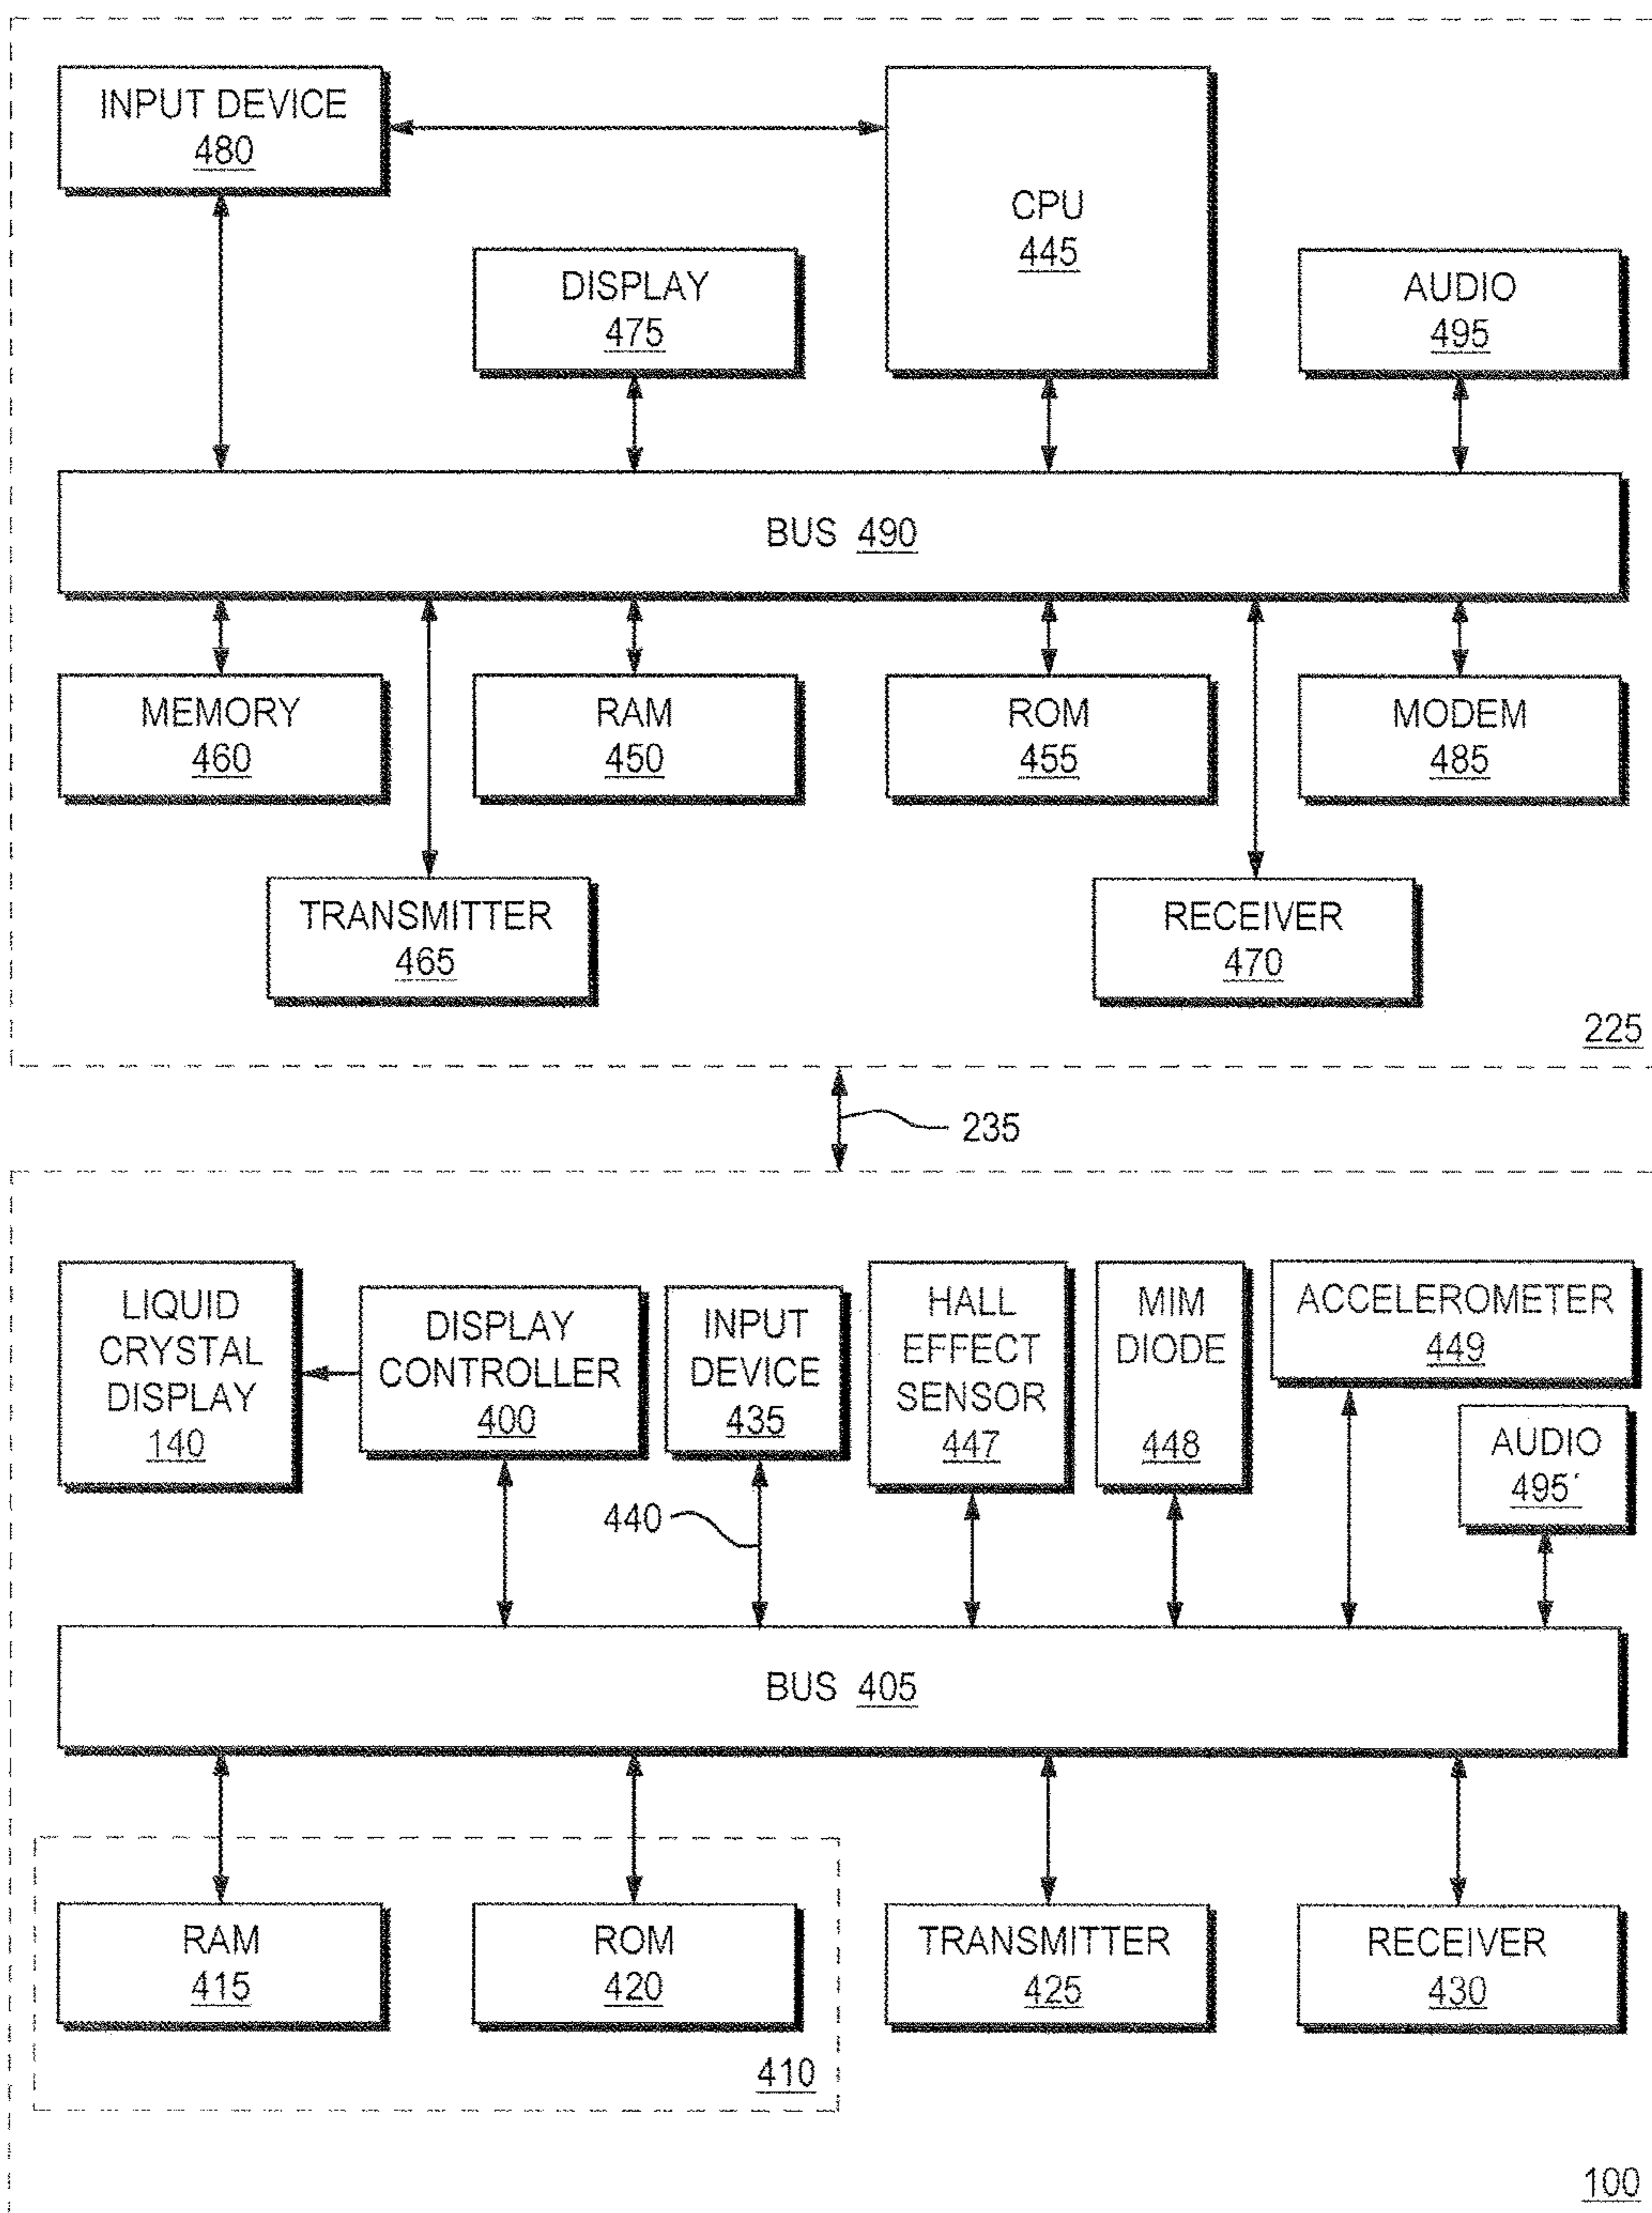 INPUT DEVICE
480
CPU
445
DISPLAY
475
AUDIO
495
BUS 490
MEMORY
460
RAM
450
ROM
455
MODEM
485
TRANSMITTER
465
RECEIVER
470
225
235
LIQUID
CRYSTAL
DISPLAY
140
DISPLAY
CONTROLLER
400
INPUT
DEVICE
435
HALL
EFFECT
SENSOR
447
MIM
DIODE
448
ACCELEROMETER
449
AUDIO
495'
440
BUS 405
RAM
415
ROM
420
TRANSMITTER
425
RECEIVER
430
410
100